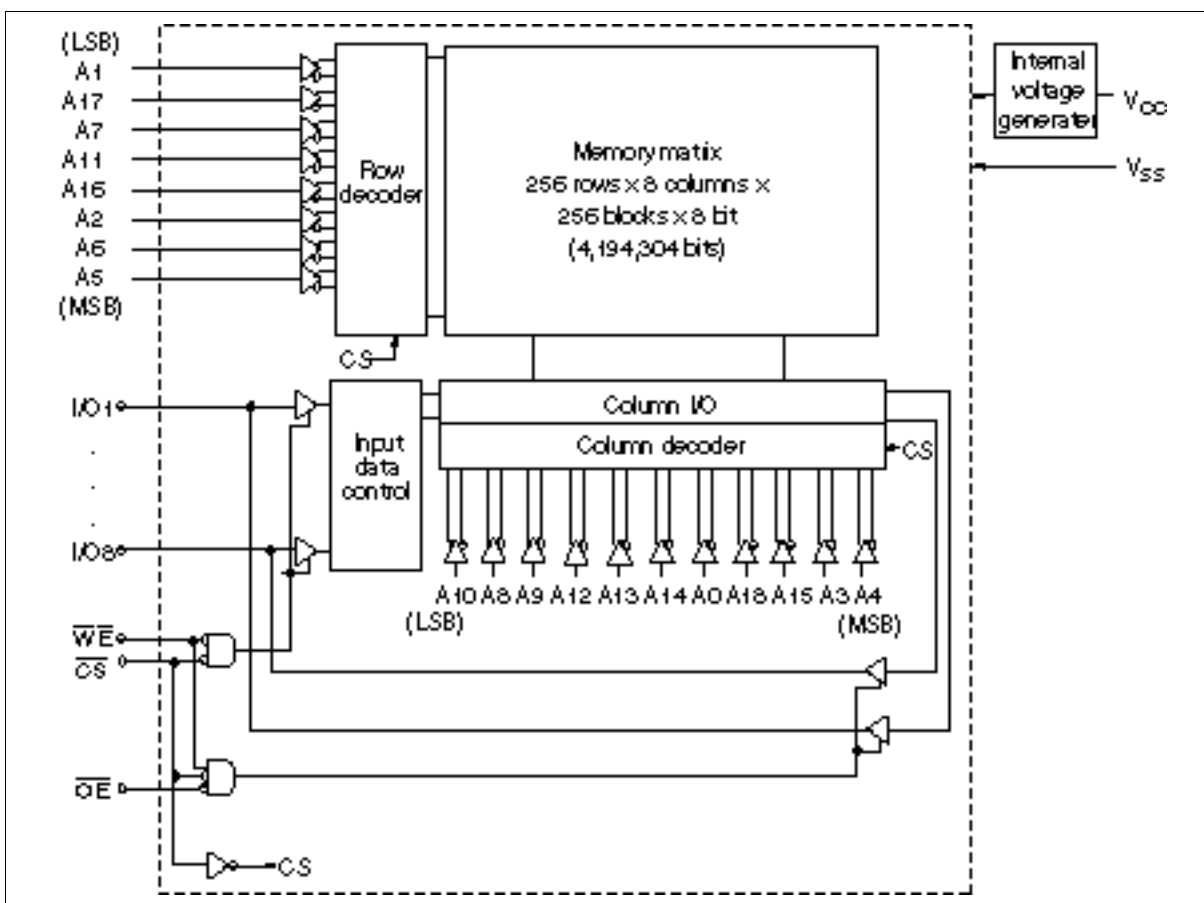 (LSB)
A1
A17
A7
A11
A16
A2
A6
A5
(MSB)
Row
decoder
Memory matrix
256 rows x 8 columns x
256 blocks x 8 bit
(4,194,304 bits)
Internal
voltage
generater
VCC
VSS
CS
I/O1
.
.
.
I/O8
Input
data
control
Column I/O
Column decoder
CS
A10 A8 A9 A12 A13 A14 A0 A18 A15 A3 A4
(LSB) (MSB)
WE
CS
OE
CS